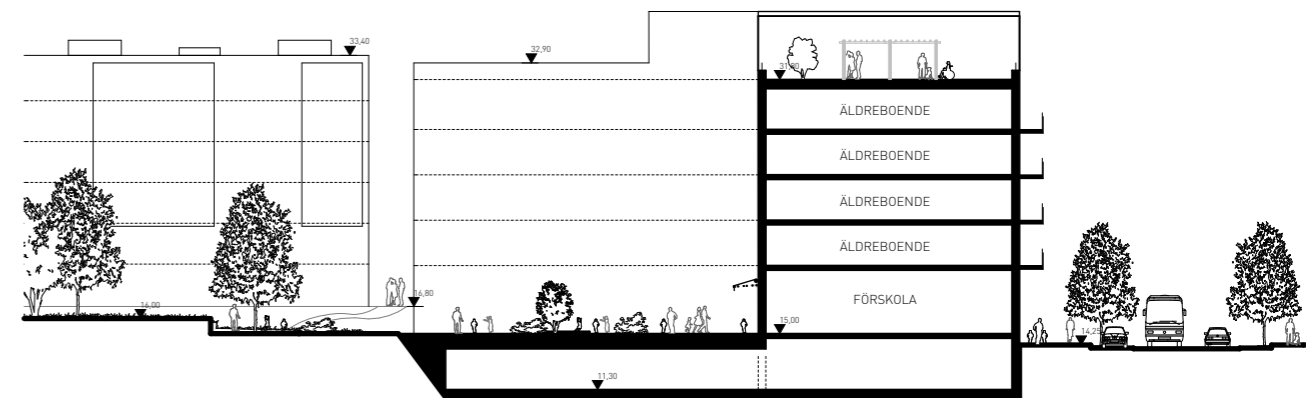 33,40
32,90
31,80
ÄLDREBOENDE
ÄLDREBOENDE
ÄLDREBOENDE
ÄLDREBOENDE
FÖRSKOLA
16,00
16,80
15,00
14,25
11,30